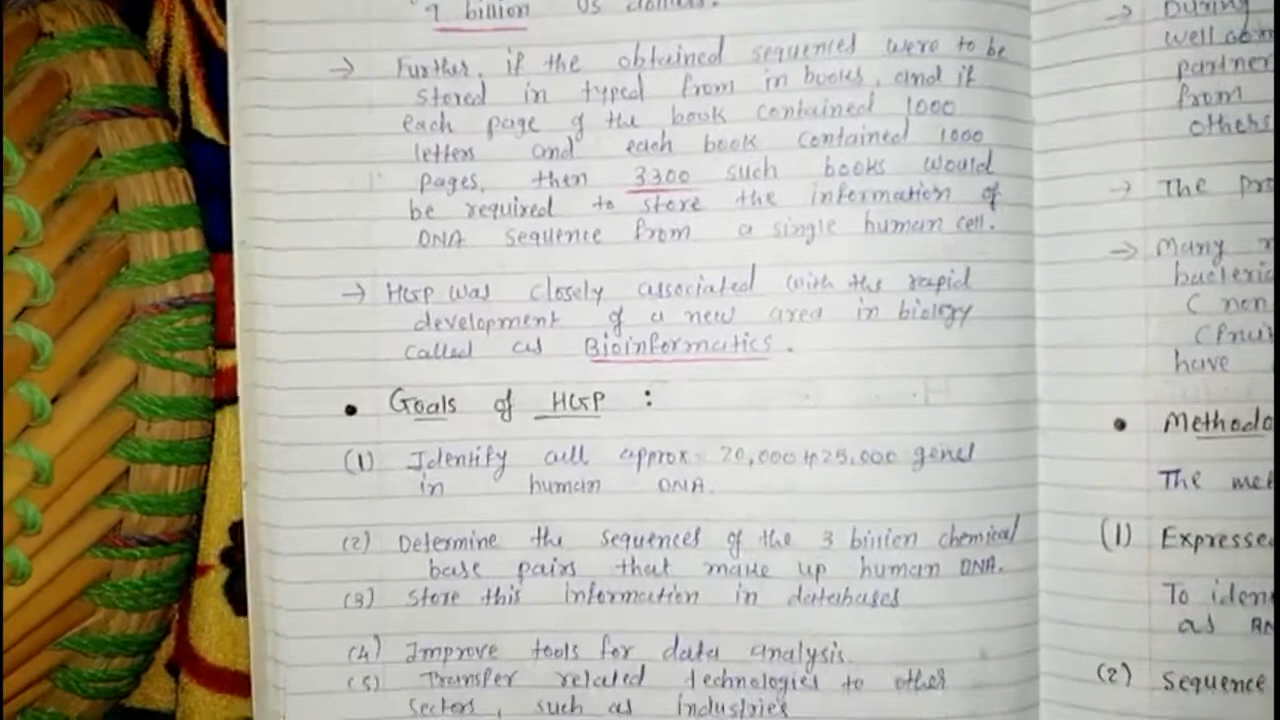 9 billion US dollars.
→ Further, if the obtained sequences were to be
stored in typed from in books, and if
each page of the book contained 1000
letters and each book contained 1000
pages, then 3300 such books would
be required to store the information of
DNA sequence from a single human cell.
→ HGP was closely associated with the rapid
development of a new area in biology
called as Bioinformatics.
• Goals of HGP :
(1) Identify all approx 20,000 to 25,000 genes
in human DNA.
(2) Determine the sequences of the 3 billion chemical
base pairs that make up human DNA.
(3) Store this information in databases
(4) Improve tools for data analysis
(5) Transfer related technologies to other
sectors, such as industries
→ During
well
partner
from
others
→ The pro
→ Many
bacteria
( non
(frui
have
• Methodo
The met
(1) Expresse
To iden
as RN
(2) Sequence